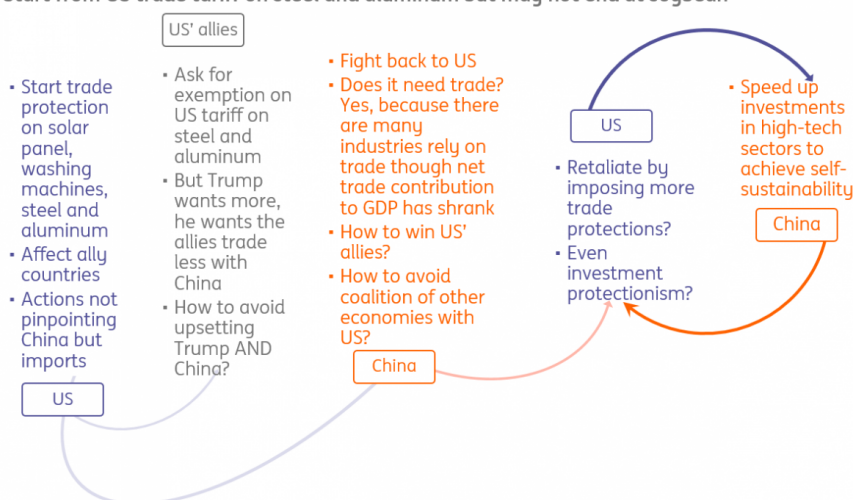 US' allies
• Start trade
protection
on solar
panel,
washing
machines,
steel and
aluminum
• Affect ally
countries
• Actions not
pinpointing
China but
imports
US
• Ask for
exemption on
US tariff on
steel and
aluminum
• But Trump
wants more,
he wants the
allies trade
less with
China
• How to avoid
upsetting
Trump AND
China?
• Fight back to US
• Does it need trade?
Yes, because there
are many
industries rely on
trade though net
trade contribution
to GDP has shrank
• How to win US'
allies?
• How to avoid
coalition of other
economies with
US?
China
US
• Retaliate by
imposing more
trade
protections?
• Even
investment
protectionism?
• Speed up
investments
in high-tech
sectors to
achieve self-
sustainability
China